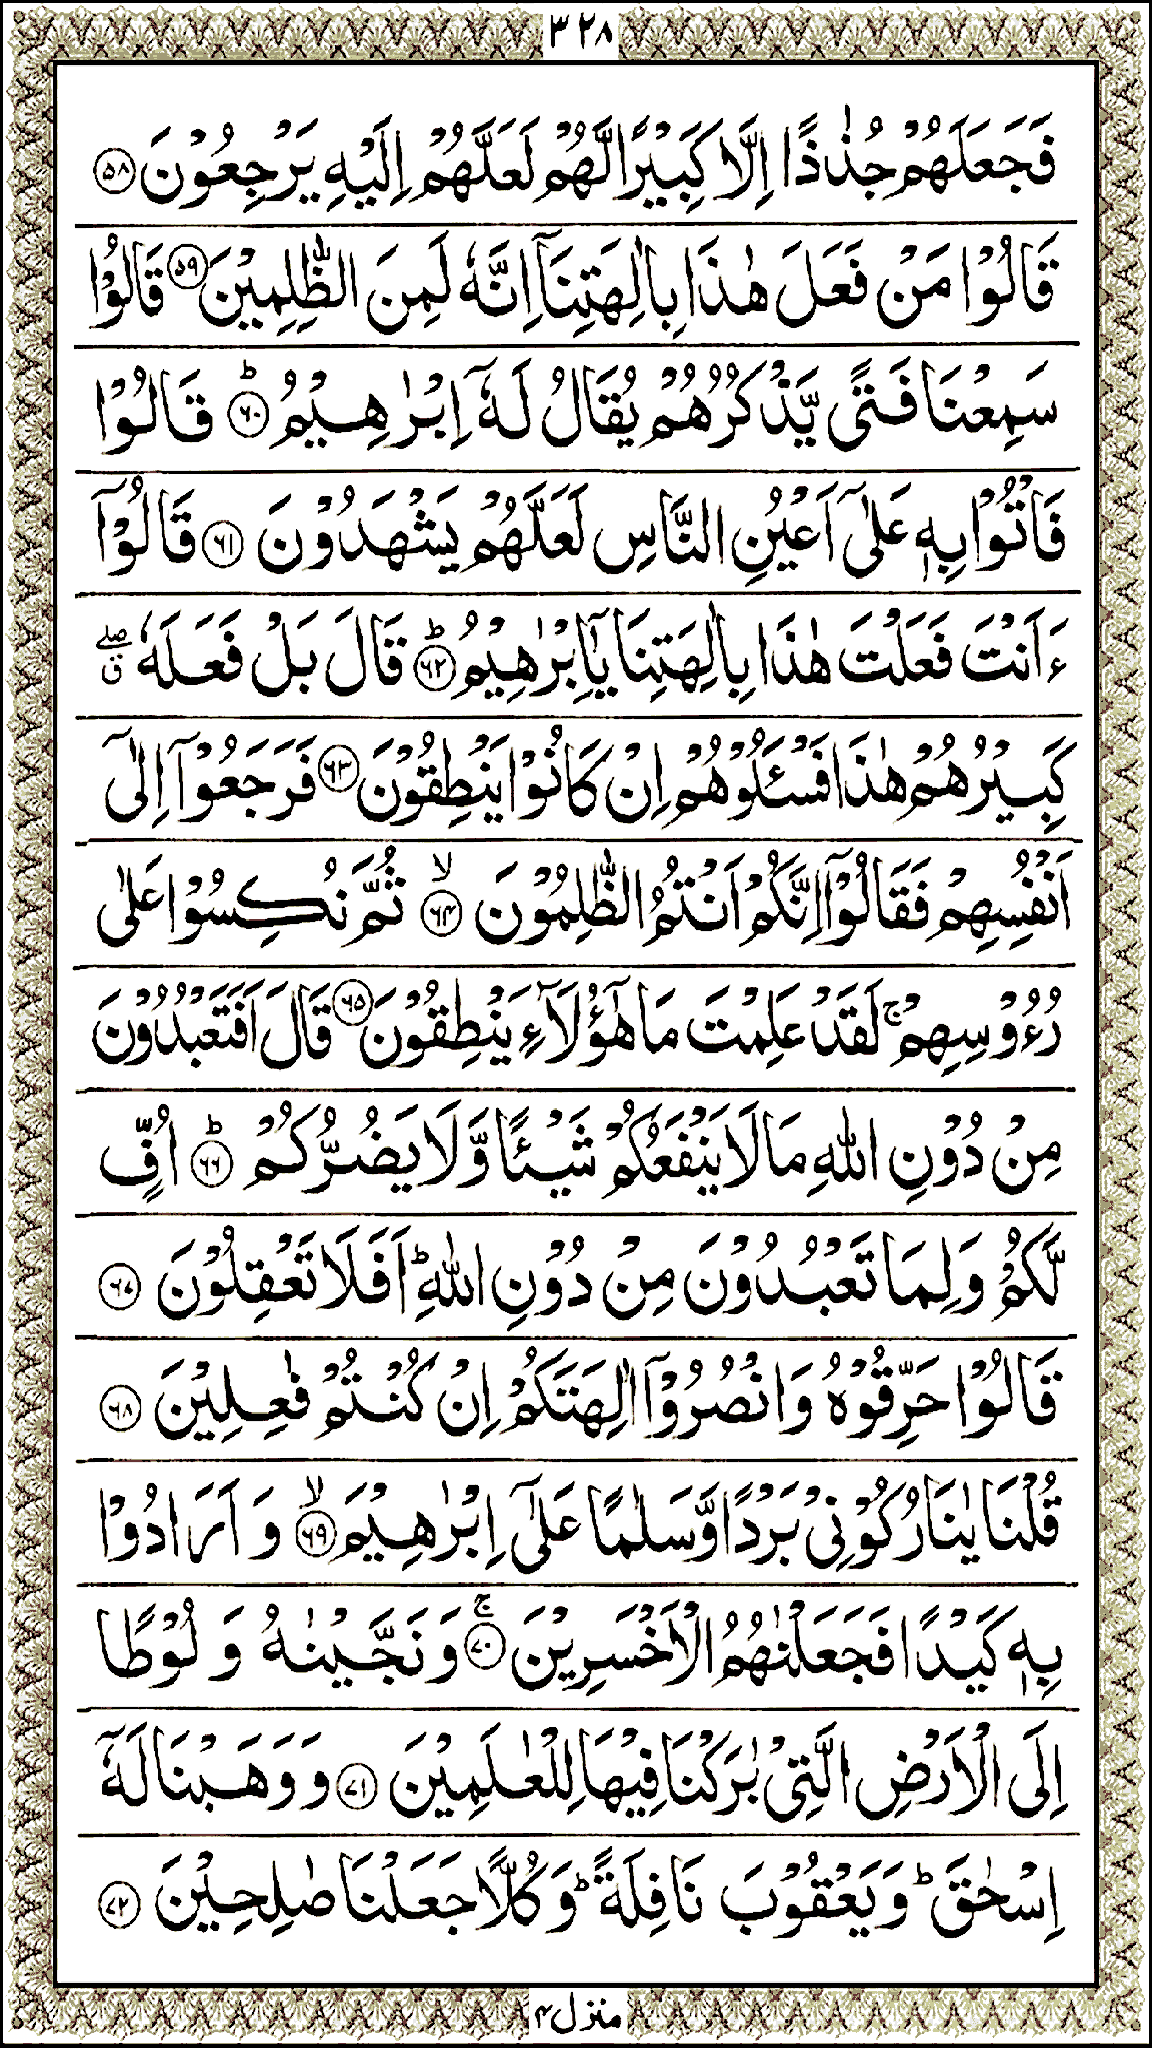 ٣٢٨
فَجَعَلَهُمْ جُذٰذًا اِلَّا كَبِيْرًا لَّهُمْ لَعَلَّهُمْ اِلَيْهِ يَرْجِعُوْنَ ٥٨
قَالُوْا مَنْ فَعَلَ هٰذَا بِاٰلِهَتِنَاۤ اِنَّهٗ لَمِنَ الظّٰلِمِيْنَ ٥٩ قَالُوْا
سَمِعْنَا فَتًى يَّذْكُرُهُمْ يُقَالُ لَهٗۤ اِبْرٰهِيْمُ ؕ ٦٠ قَالُوْا
فَاْتُوْا بِهٖ عَلٰۤى اَعْيُنِ النَّاسِ لَعَلَّهُمْ يَشْهَدُوْنَ ٦١ قَالُوْۤا
ءَاَنْتَ فَعَلْتَ هٰذَا بِاٰلِهَتِنَا يٰۤاِبْرٰهِيْمُ ؕ ٦٢ قَالَ بَلْ فَعَلَهٗ ۖ ق
كَبِيْرُهُمْ هٰذَا فَسْـَٔلُوْهُمْ اِنْ كَانُوْا يَنْطِقُوْنَ ٦٣ فَرَجَعُوْۤا اِلٰۤى
اَنْفُسِهِمْ فَقَالُوْۤا اِنَّكُمْ اَنْتُمُ الظّٰلِمُوْنَ ۙ ٦٤ ثُمَّ نُكِسُوْا عَلٰى
رُءُوْسِهِمْ ۚ لَقَدْ عَلِمْتَ مَا هٰۤؤُلَآءِ يَنْطِقُوْنَ ٦٥ قَالَ اَفَتَعْبُدُوْنَ
مِنْ دُوْنِ اللّٰهِ مَا لَا يَنْفَعُكُمْ شَيْـًٔا وَّلَا يَضُرُّكُمْ ؕ ٦٦ اُفٍّ
لَّكُمْ وَلِمَا تَعْبُدُوْنَ مِنْ دُوْنِ اللّٰهِ ؕ اَفَلَا تَعْقِلُوْنَ ٦٧
قَالُوْا حَرِّقُوْهُ وَانْصُرُوْۤا اٰلِهَتَكُمْ اِنْ كُنْتُمْ فٰعِلِيْنَ ٦٨
قُلْنَا يٰنَارُ كُوْنِيْ بَرْدًا وَّسَلٰمًا عَلٰۤى اِبْرٰهِيْمَ ۙ ٦٩ وَاَرَادُوْا
بِهٖ كَيْدًا فَجَعَلْنٰهُمُ الْاَخْسَرِيْنَ ۚ ٧٠ وَنَجَّيْنٰهُ وَلُوْطًا
اِلَى الْاَرْضِ الَّتِيْ بٰرَكْنَا فِيْهَا لِلْعٰلَمِيْنَ ٧١ وَوَهَبْنَا لَهٗۤ
اِسْحٰقَ ؕ وَيَعْقُوْبَ نَافِلَةً ؕ وَكُلًّا جَعَلْنَا صٰلِحِيْنَ ٧٢
منزل ٤